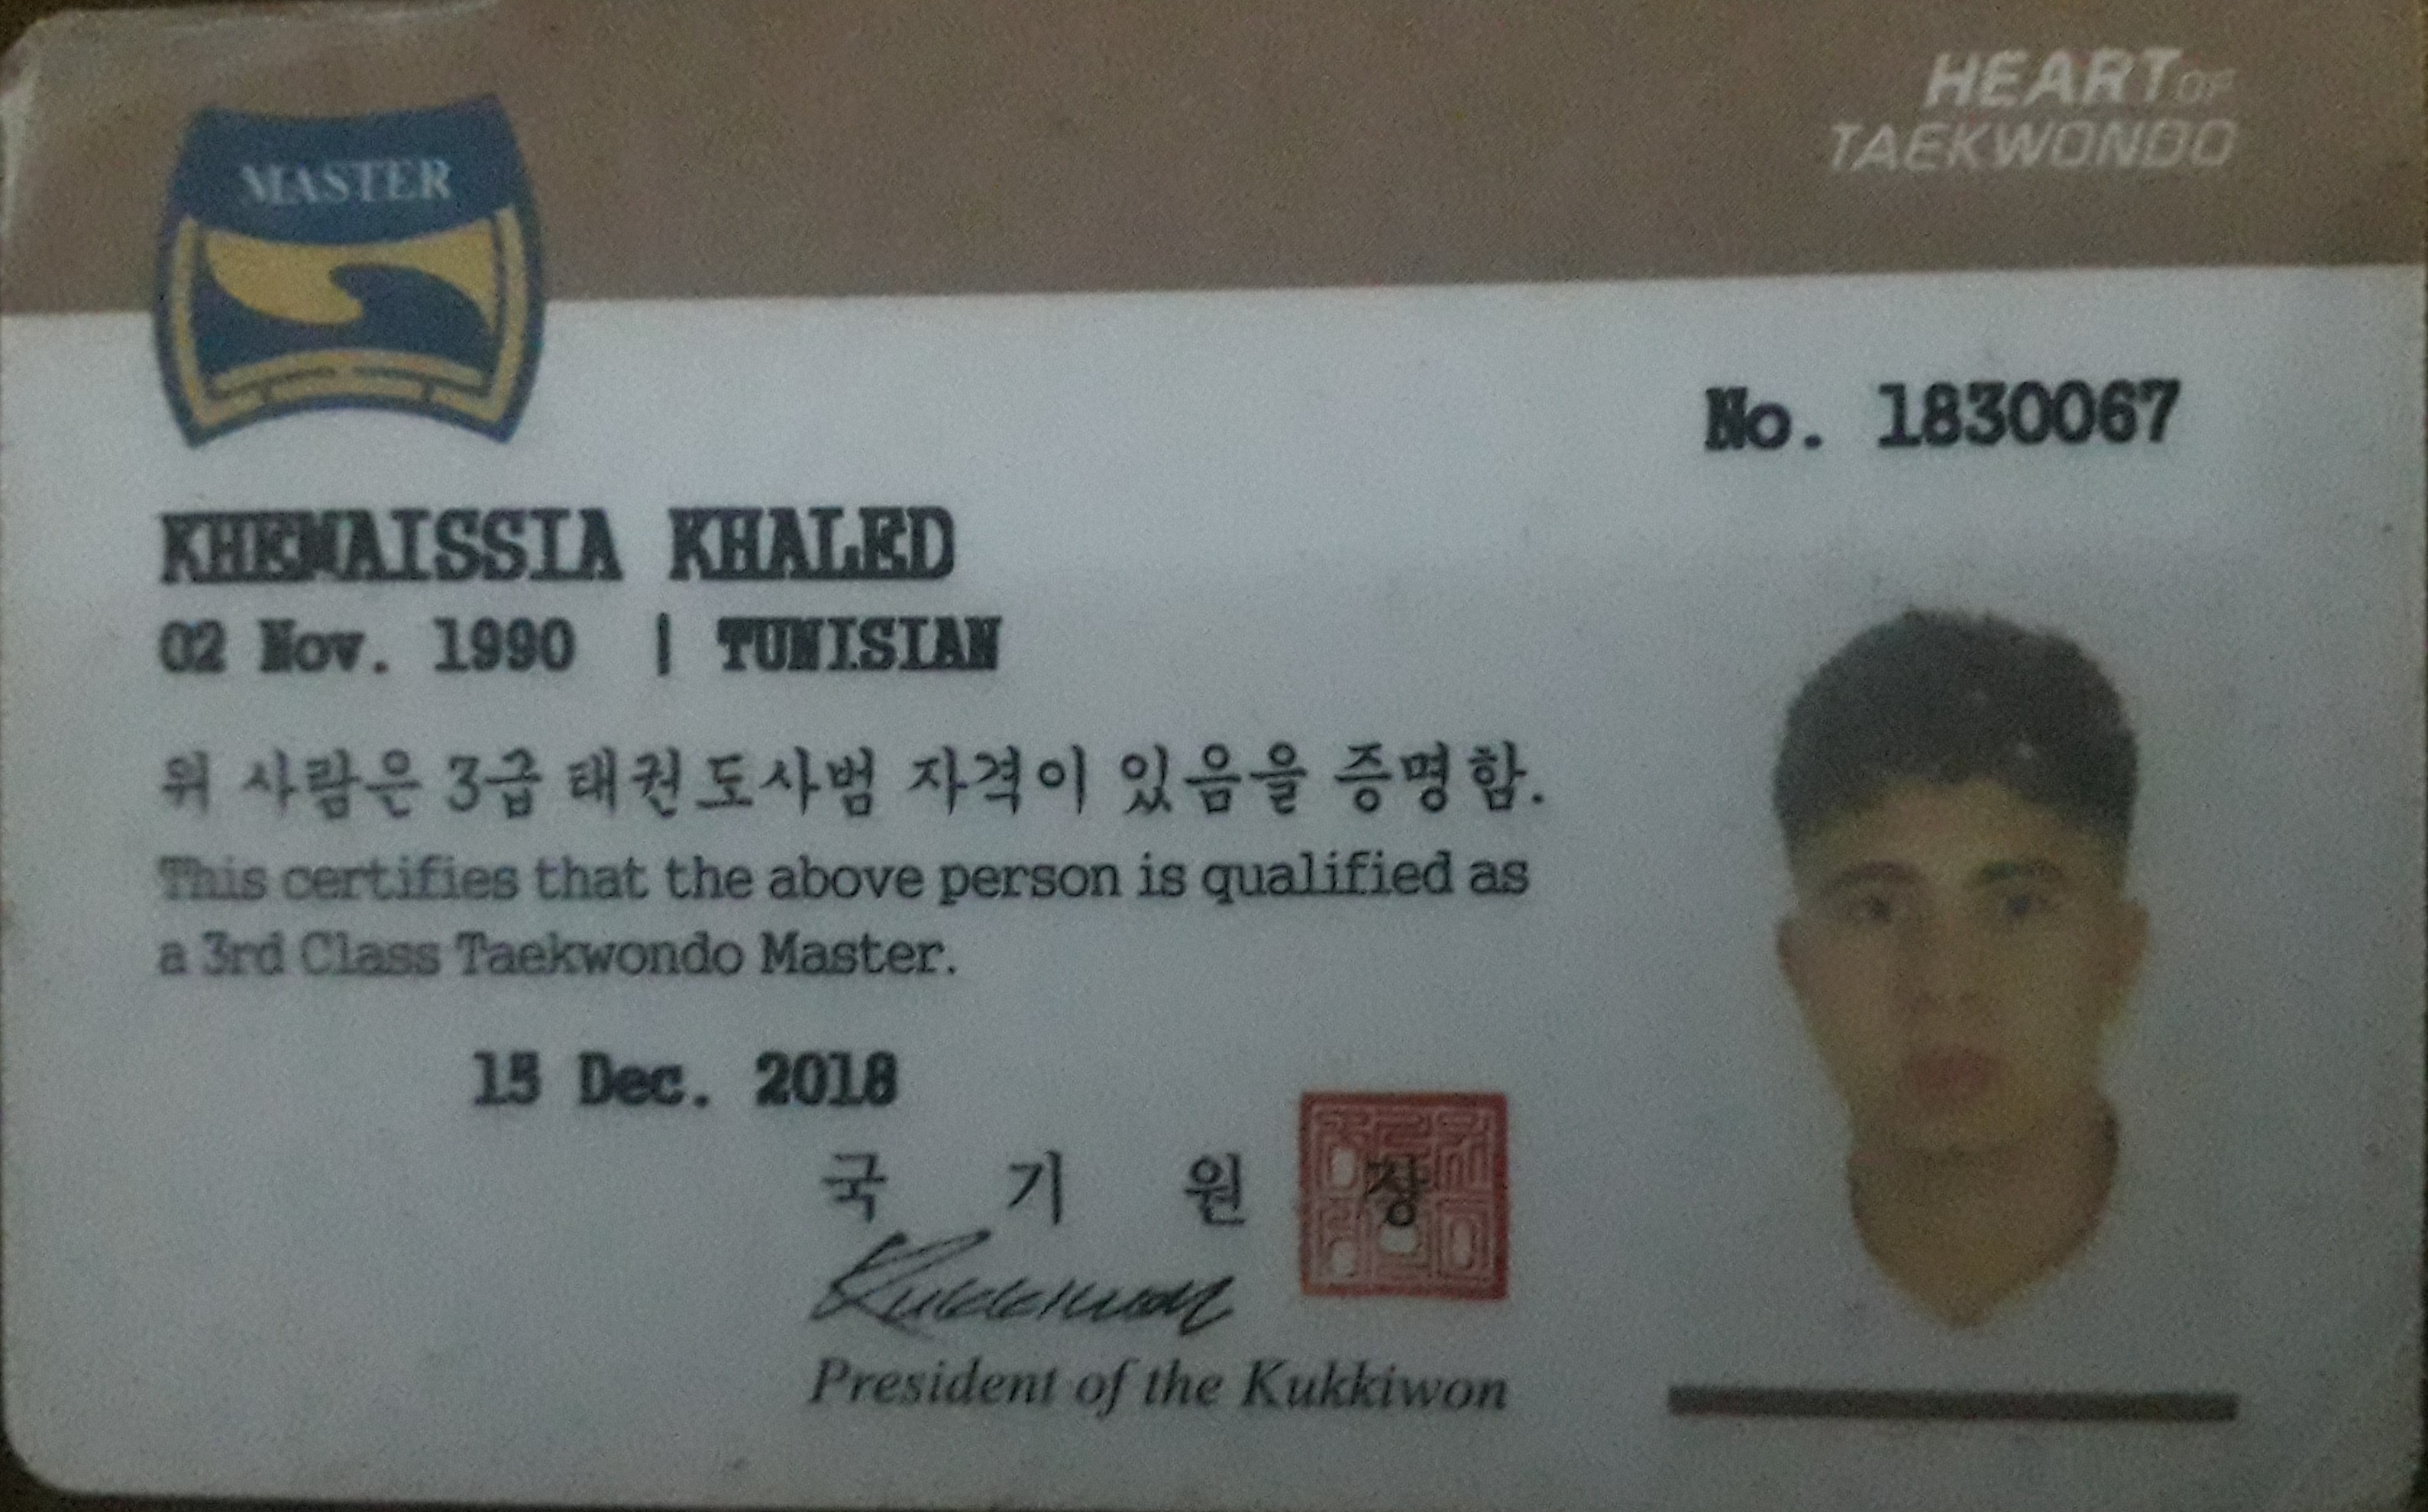 MASTER
HEART OF
TAEKWONDO
No. 1830067
KHEMAISSIA KHALED
02 Nov. 1990 | TUNISIAN
위 사람은 3급 태권도사범 자격이 있음을 증명함.
This certifies that the above person is qualified as
a 3rd Class Taekwondo Master.
15 Dec. 2018
국 기 원 장
Kukkiwon
President of the Kukkiwon